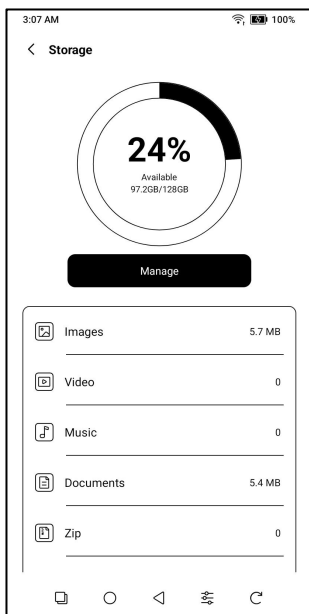 3:07 AM 100%
Storage
24%
Available
97.2GB/128GB
Manage
Images 5.7 MB
Video 0
Music 0
Documents 5.4 MB
Zip 0